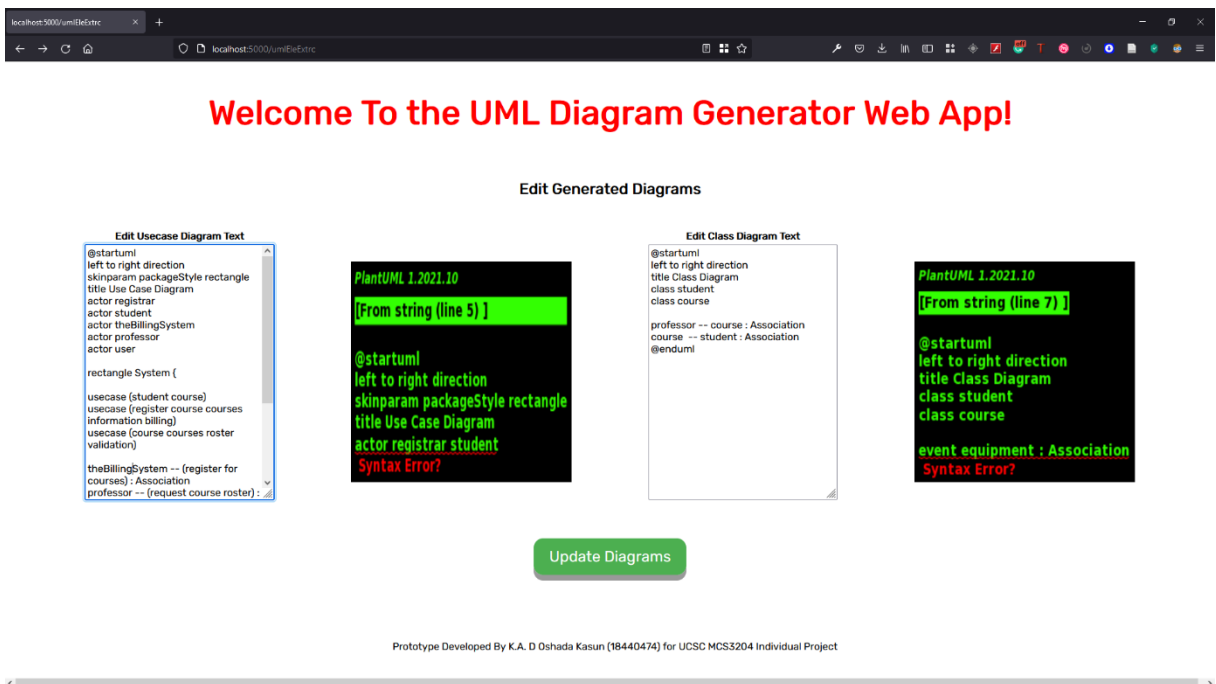 localhost:5000/umlEleExtrc
localhost:5000/umlEleExtrc
Welcome To the UML Diagram Generator Web App!
Edit Generated Diagrams
Edit Usecase Diagram Text
@startuml
left to right direction
skinparam packageStyle rectangle
title Use Case Diagram
actor registrar
actor student
actor theBillingSystem
actor professor
actor user
rectangle System {
usecase (student course)
usecase (register course courses
information billing)
usecase (course courses roster
validation)
theBillingSystem -- (register for
courses) : Association
professor -- (request course roster) :
PlantUML 1.2021.10
[From string (line 5) ]
@startuml
left to right direction
skinparam packageStyle rectangle
title Use Case Diagram
actor registrar student
Syntax Error?
Edit Class Diagram Text
@startuml
left to right direction
title Class Diagram
class student
class course
professor -- course : Association
course -- student : Association
@enduml
PlantUML 1.2021.10
[From string (line 7) ]
@startuml
left to right direction
title Class Diagram
class student
class course
event equipment : Association
Syntax Error?
Update Diagrams
Prototype Developed By K.A. D Oshada Kasun (18440474) for UCSC MCS3204 Individual Project